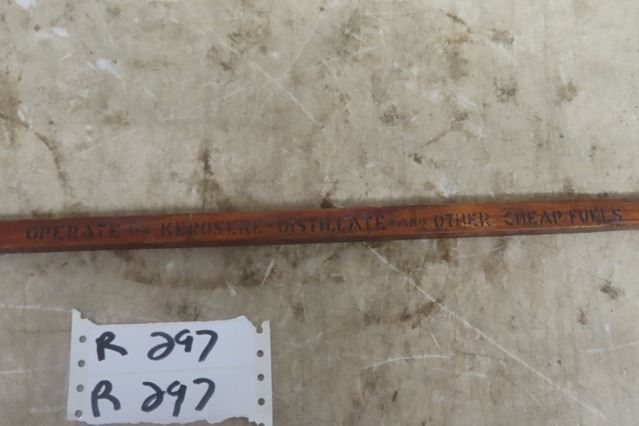 OPERATE ON KEROSENE-DISTILLATE-AND OTHER CHEAP FUELS
R 297
R 297